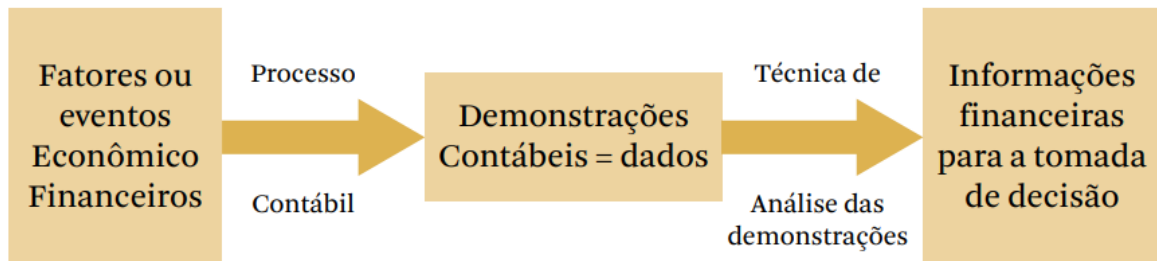 Fatores ou
eventos
Econômico
Financeiros
Processo
Contábil
Demonstrações
Contábeis = dados
Técnica de
Análise das
demonstrações
Informações
financeiras
para a tomada
de decisão